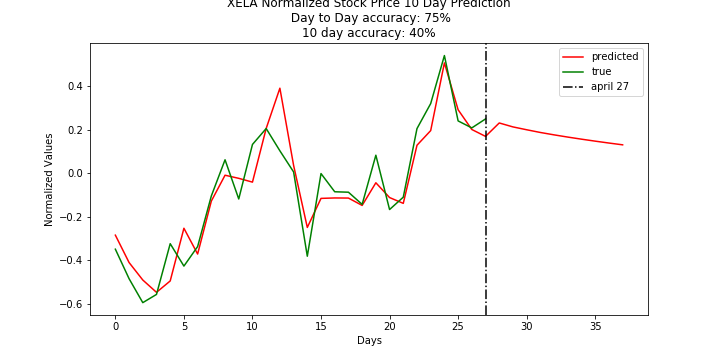 XELA Normalized Stock Price 10 Day Prediction
Day to Day accuracy: 75%
10 day accuracy: 40%
predicted
true
april 27
Normalized Values
0.4
0.2
0.0
−0.2
−0.4
−0.6
0 5 10 15 20 25 30 35
Days